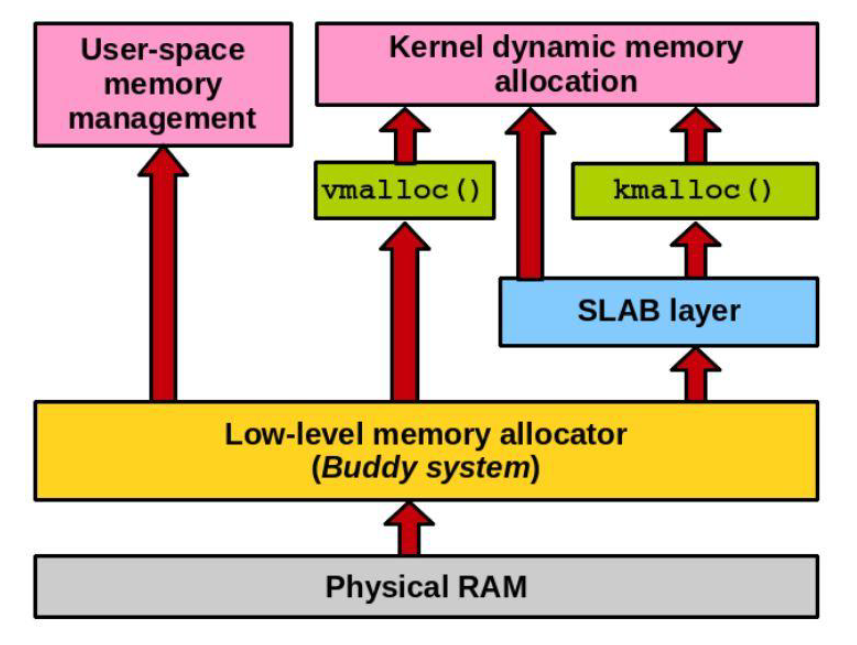 User-space
memory
management
Kernel dynamic memory
allocation
vmalloc()
kmalloc()
SLAB layer
Low-level memory allocator
(Buddy system)
Physical RAM